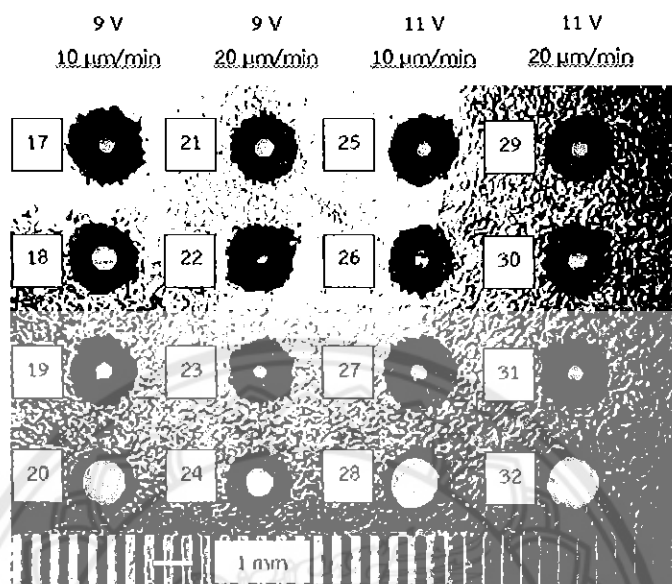 9 V 9 V 11 V 11 V
10 µm/min 20 µm/min 10 µm/min 20 µm/min
17 21 25 29
18 22 26 30
19 23 27 31
20 24 28 32
1 mm